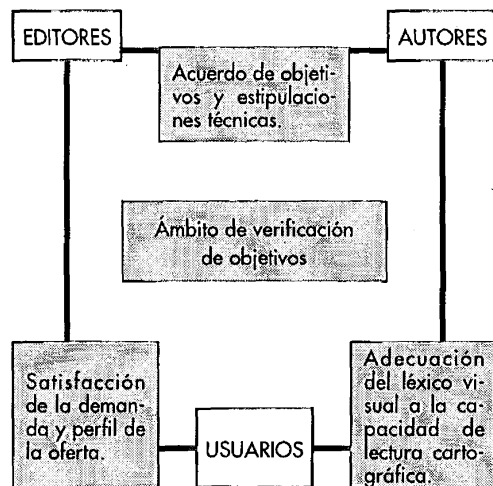 EDITORES
AUTORES
Acuerdo de objeti-
vos y estipulacio-
nes técnicas.
Ámbito de verificación
de objetivos
Satisfacción
de la deman-
da y perfil de
la oferta.
USUARIOS
Adecuación
del léxico vi-
sual a la ca-
pacidad de
lectura carto-
gráfica.